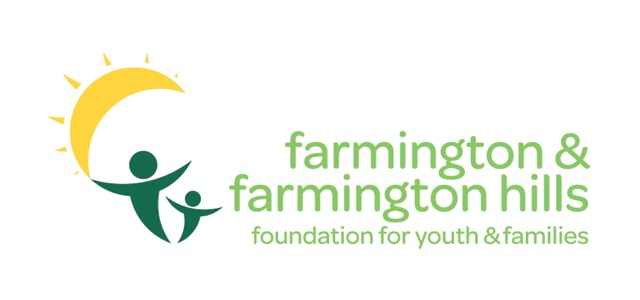 farmington &
farmington hills
foundation for youth & families